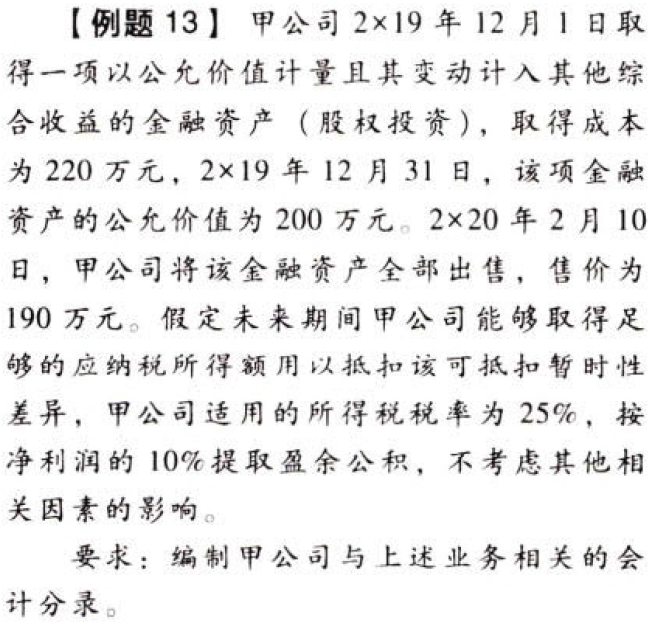 【例题 13】 甲公司 2×19 年 12 月 1 日取
得一项以公允价值计量且其变动计入其他综
合收益的金融资产（股权投资），取得成本
为 220 万元，2×19 年 12 月 31 日，该项金融
资产的公允价值为 200 万元。2×20 年 2 月 10
日，甲公司将该金融资产全部出售，售价为
190 万元。假定未来期间甲公司能够取得足
够的应纳税所得额用以抵扣该可抵扣暂时性
差异，甲公司适用的所得税税率为 25%，按
净利润的 10%提取盈余公积，不考虑其他相
关因素的影响。
要求：编制甲公司与上述业务相关的会
计分录。